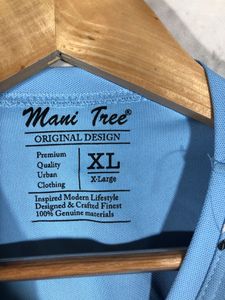 Mani Tree®
ORIGINAL DESIGN
Premium
Quality
Urban
Clothing
XL
X-Large
Inspired Modern Lifestyle
Designed & Crafted Finest
100% Genuine materials